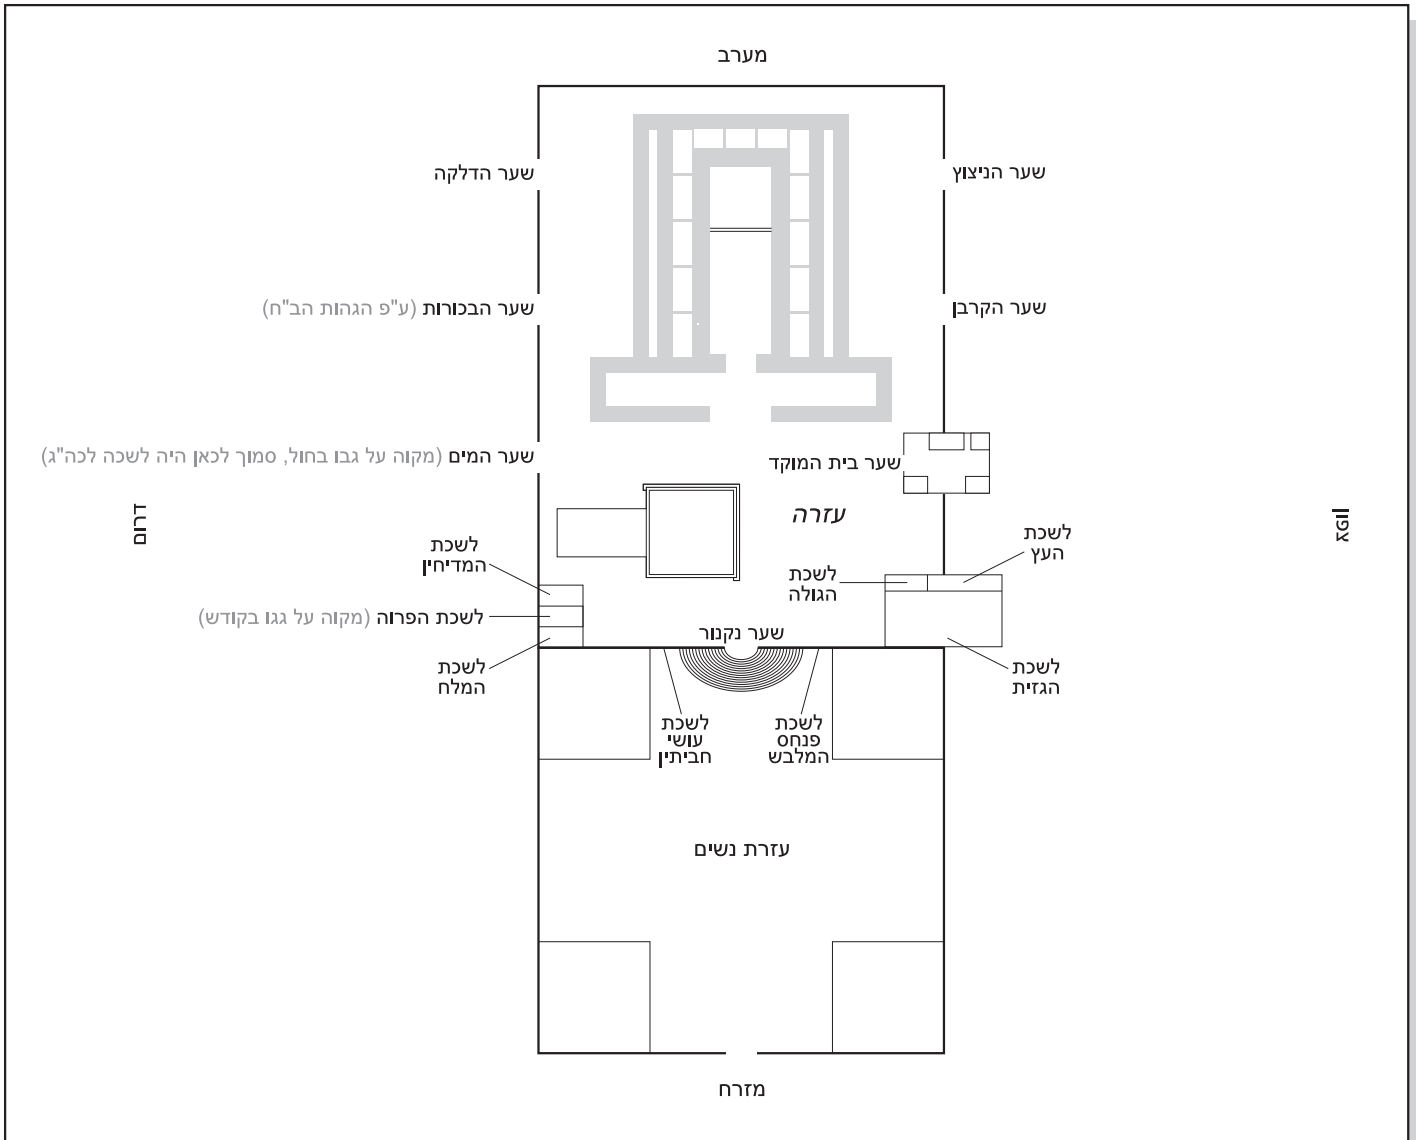 מערב
שער הניצוץ
שער הדלקה
שער הקרבן
שער הבכורות (ע"פ הגהות הב"ח)
שער המים (מקוה על גבו בחול, סמוך לכאן היה לשכה לכה"ג)
שער בית המוקד
עזרה
צפון
דרום
לשכת
העץ
לשכת
הגולה
לשכת
המדיחין
לשכת הפרוה (מקוה על גגו בקודש)
שער נקנור
לשכת
הגזית
לשכת
המלח
לשכת
פנחס
המלבש
לשכת
עושי
חביתין
עזרת נשים
מזרח